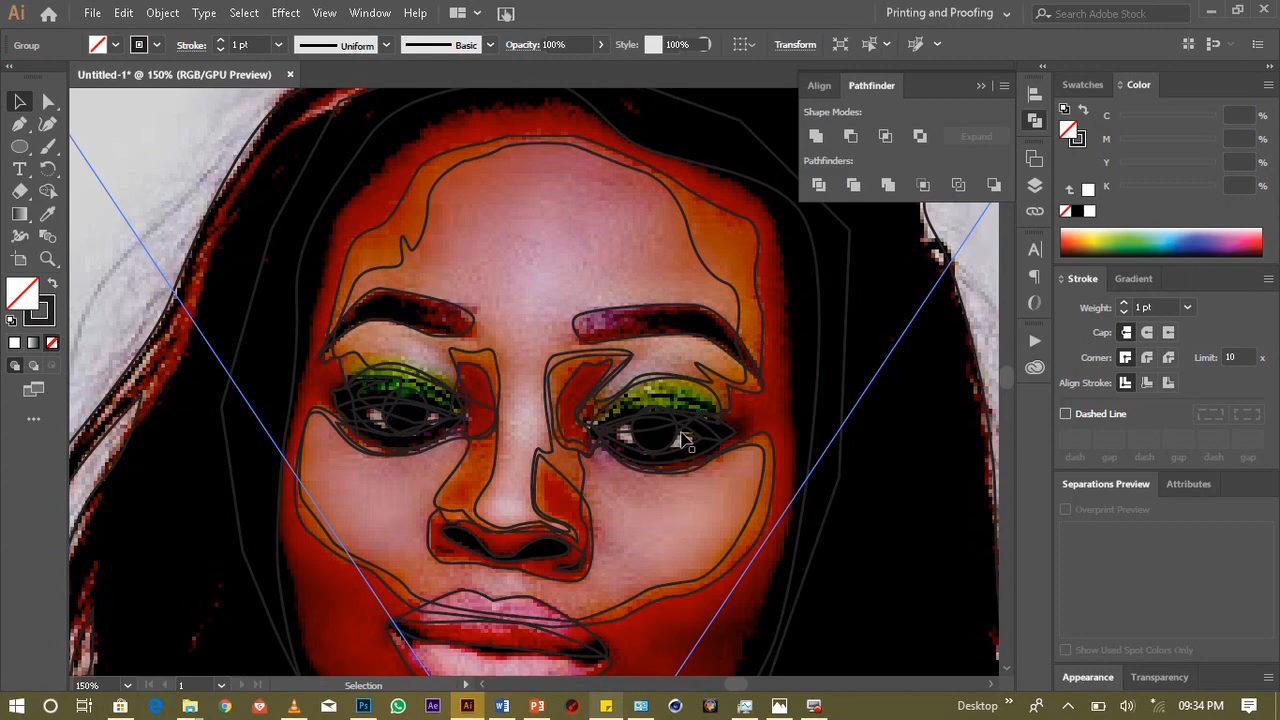 Ai File Edit Object Type Select Effect View Window Help Printing and Proofing Search Adobe Stock
Group Stroke: 1 pt Uniform Basic Opacity: 100% Style: 100% Transform
Untitled-1* @ 150% (RGB/GPU Preview) ×
Align Pathfinder
Shape Modes:
Expand
Pathfinders:
Swatches Color
C %
M %
Y %
K %
Stroke Gradient
Weight: 1 pt
Cap:
Corner: Limit: 10 x
Align Stroke:
Dashed Line
dash gap dash gap dash gap
Separations Preview Attributes
Overprint Preview
Show Used Spot Colors Only
Appearance Transparency
150% 1 Selection
Desktop 09:34 PM